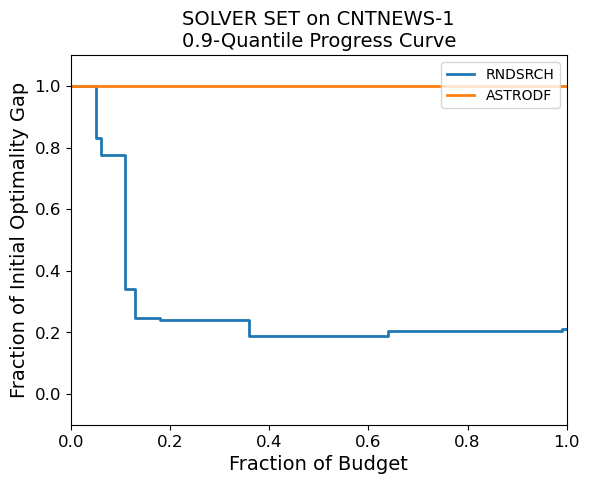 SOLVER SET on CNTNEWS-1
0.9-Quantile Progress Curve
RNDSRCH
ASTRODF
Fraction of Initial Optimality Gap
1.0
0.8
0.6
0.4
0.2
0.0
0.0 0.2 0.4 0.6 0.8 1.0
Fraction of Budget